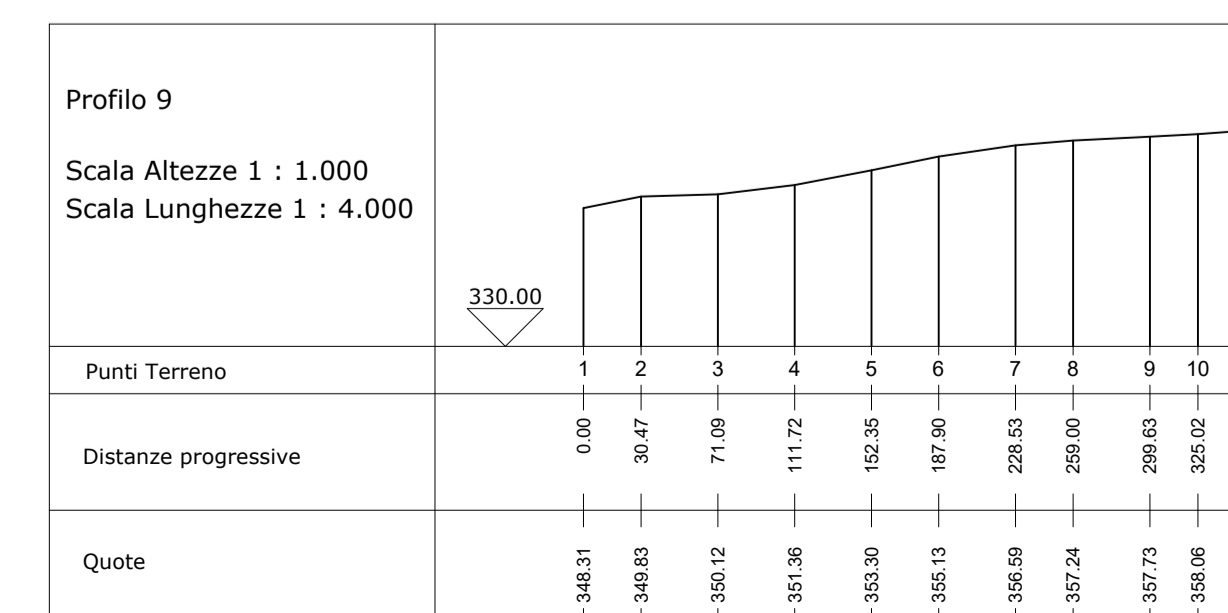 Profilo 9
Scala Altezze 1 : 1.000
Scala Lunghezze 1 : 4.000
330.00
Punti Terreno 1 2 3 4 5 6 7 8 9 10
Distanze progressive 0.00 30.47 71.09 111.72 152.35 187.90 228.53 259.00 299.63 325.02
Quote 348.31 349.83 350.12 351.36 353.30 355.13 356.59 357.24 357.73 358.06